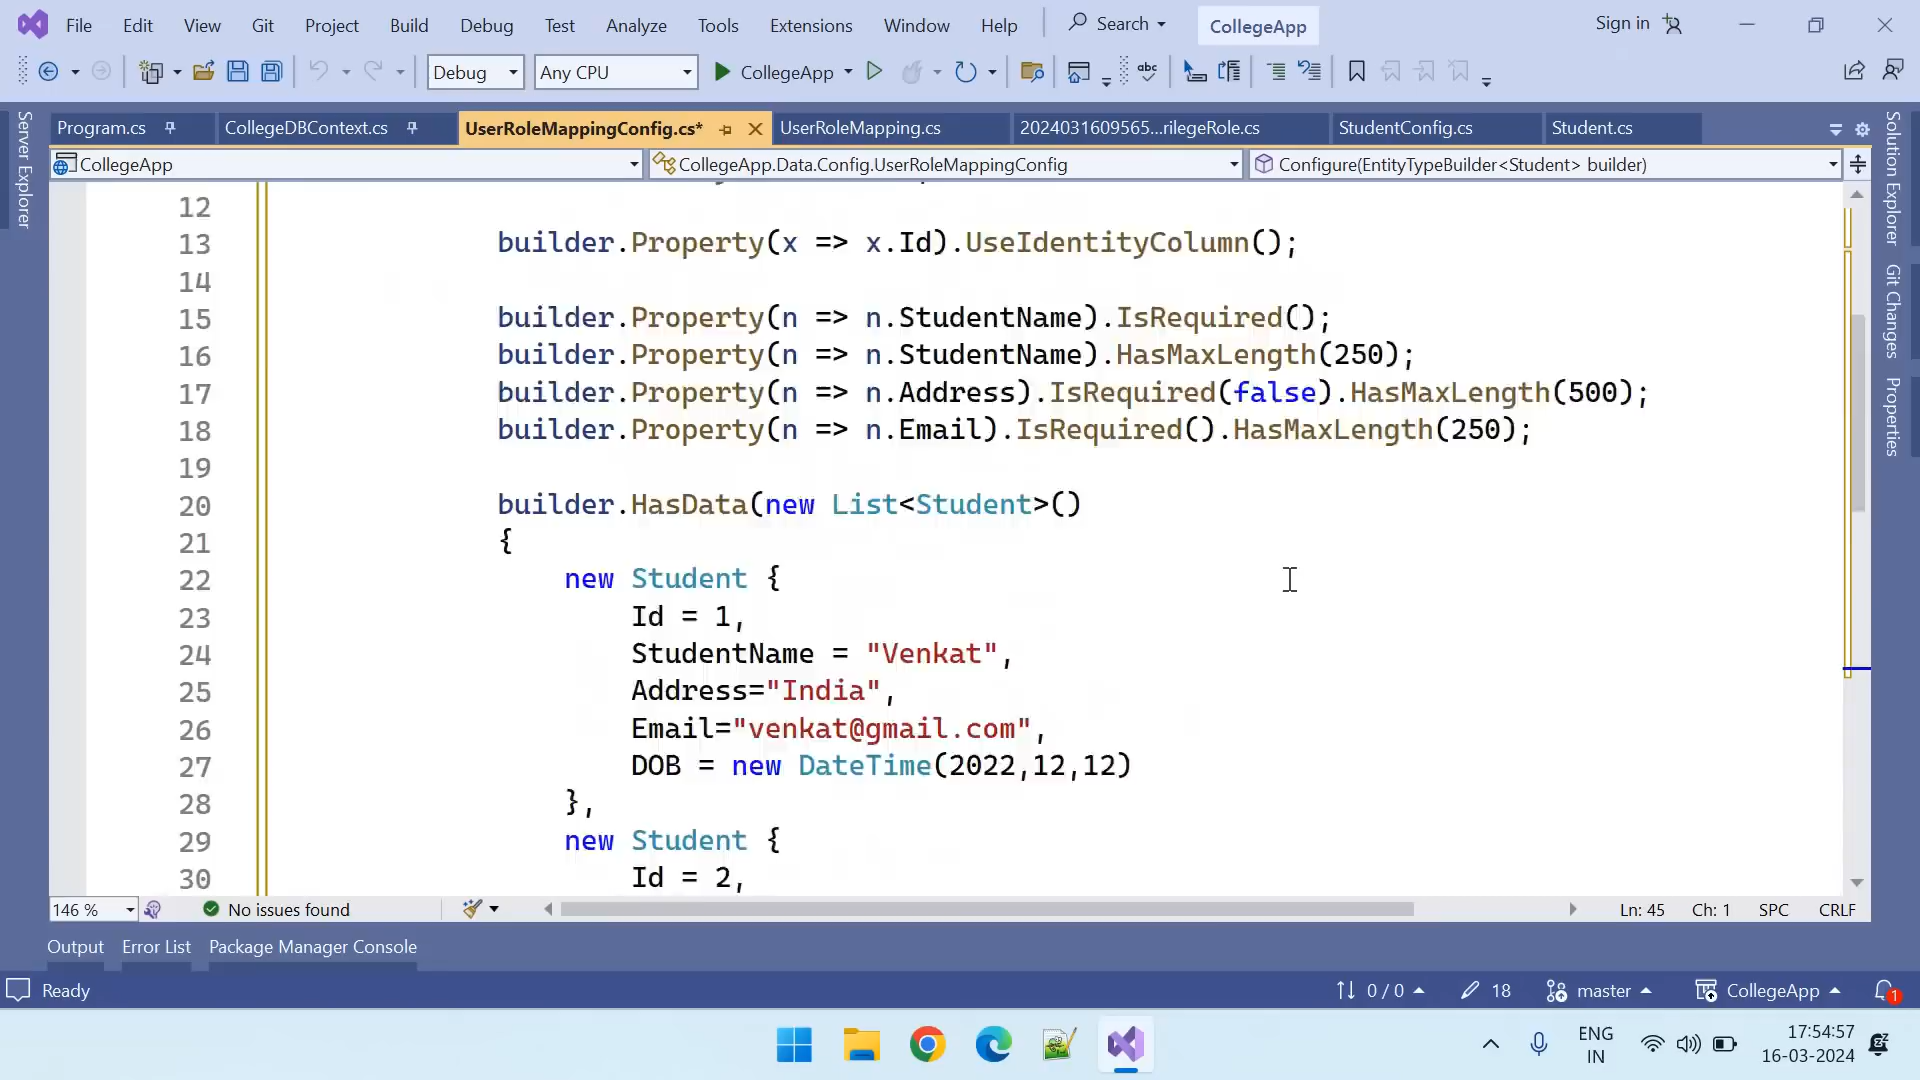 File Edit View Git Project Build Debug Test Analyze Tools Extensions Window Help Search CollegeApp Sign in
Debug Any CPU CollegeApp
Program.cs CollegeDBContext.cs UserRoleMappingConfig.cs* UserRoleMapping.cs 2024031609565...rilegeRole.cs StudentConfig.cs Student.cs
CollegeApp CollegeApp.Data.Config.UserRoleMappingConfig Configure(EntityTypeBuilder<Student> builder)
Server Explorer
Solution Explorer
Git Changes
Properties
12
13 builder.Property(x => x.Id).UseIdentityColumn();
14
15 builder.Property(n => n.StudentName).IsRequired();
16 builder.Property(n => n.StudentName).HasMaxLength(250);
17 builder.Property(n => n.Address).IsRequired(false).HasMaxLength(500);
18 builder.Property(n => n.Email).IsRequired().HasMaxLength(250);
19
20 builder.HasData(new List<Student>()
21 {
22 new Student {
23 Id = 1,
24 StudentName = "Venkat",
25 Address="India",
26 Email="venkat@gmail.com",
27 DOB = new DateTime(2022,12,12)
28 },
29 new Student {
30 Id = 2,
146 % No issues found Ln: 45 Ch: 1 SPC CRLF
Output Error List Package Manager Console
Ready 0 / 0 18 master CollegeApp 1
ENG 17:54:57
IN 16-03-2024